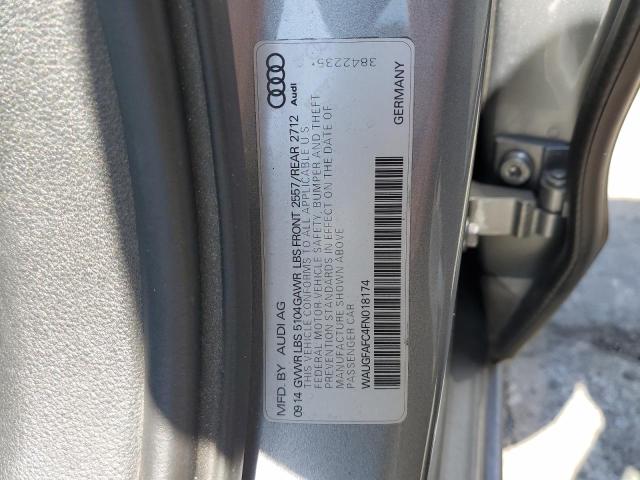 MFD. BY AUDI AG
09 14 GVWR LBS 5104 GAWR LBS FRONT 2557/REAR 2712
THIS VEHICLE CONFORMS TO ALL APPLICABLE U S
FEDERAL MOTOR-VEHICLE SAFETY, BUMPER AND THEFT
PREVENTION STANDARDS IN EFFECT ON THE DATE OF
MANUFACTURE SHOWN ABOVE
PASSENGER CAR
WAUGFAFC4FN018174
GERMANY
Audi
3842235*